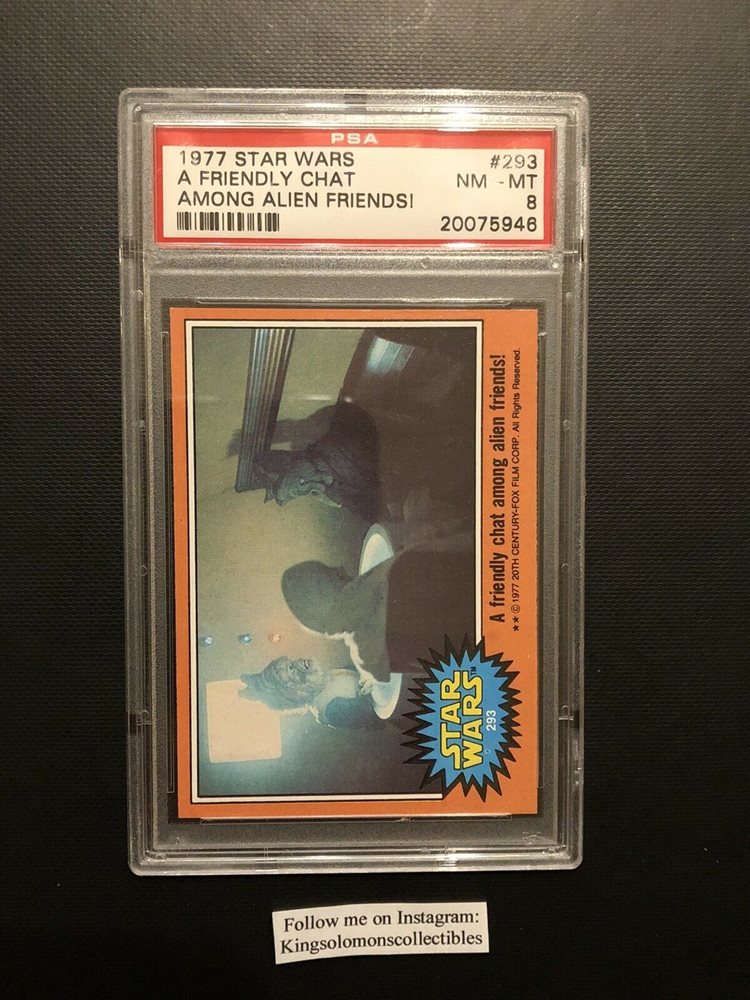 PSA
1977 STAR WARS #293
A FRIENDLY CHAT NM - MT
AMONG ALIEN FRIENDS! 8
20075946
A friendly chat among alien friends!
★★ © 1977 20TH CENTURY-FOX FILM CORP. All Rights Reserved.
STAR
WARS
TM
293
Follow me on Instagram:
Kingsolomonscollectibles